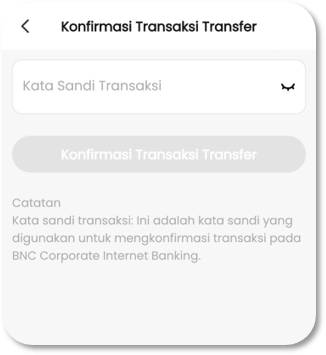 Konfirmasi Transaksi Transfer
Kata Sandi Transaksi
Konfirmasi Transaksi Transfer
Catatan
Kata sandi transaksi: Ini adalah kata sandi yang
digunakan untuk mengkonfirmasi transaksi pada
BNC Corporate Internet Banking.